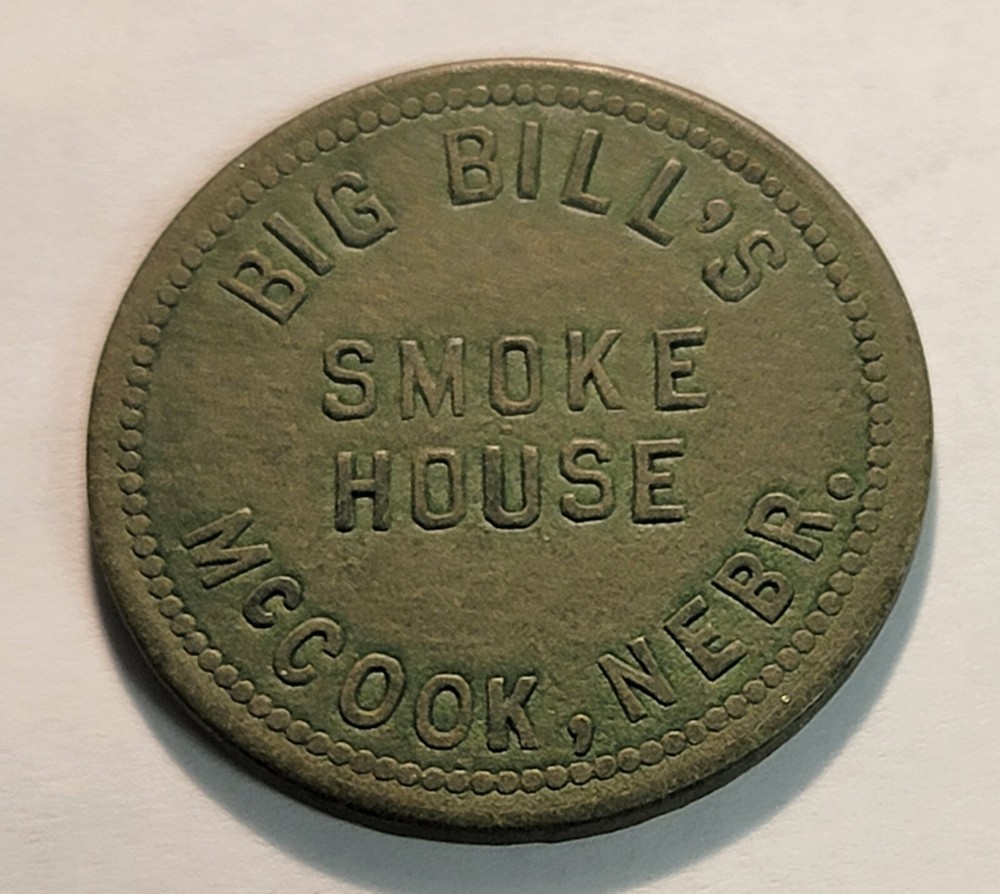 BIG BILL'S
SMOKE
HOUSE
McCOOK, NEBR.